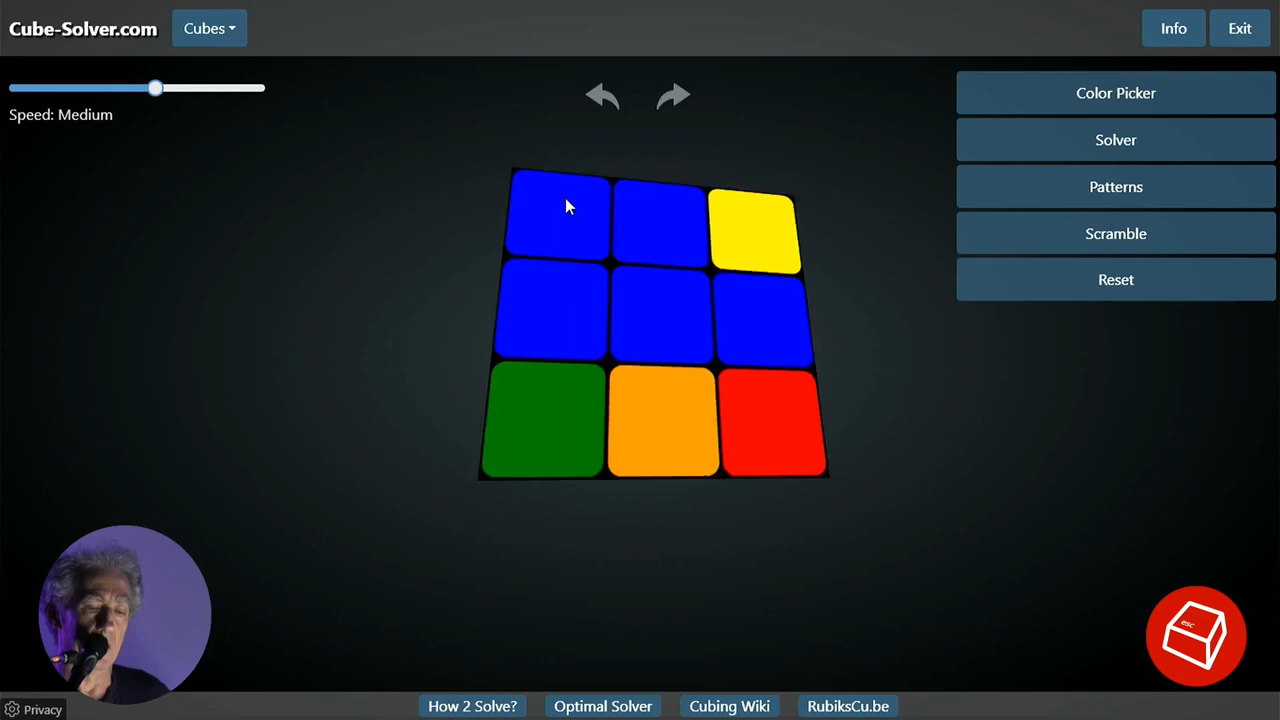 Cube-Solver.com
Cubes
Info
Exit
Speed: Medium
Color Picker
Solver
Patterns
Scramble
Reset
esc
Privacy
How 2 Solve?
Optimal Solver
Cubing Wiki
RubiksCu.be